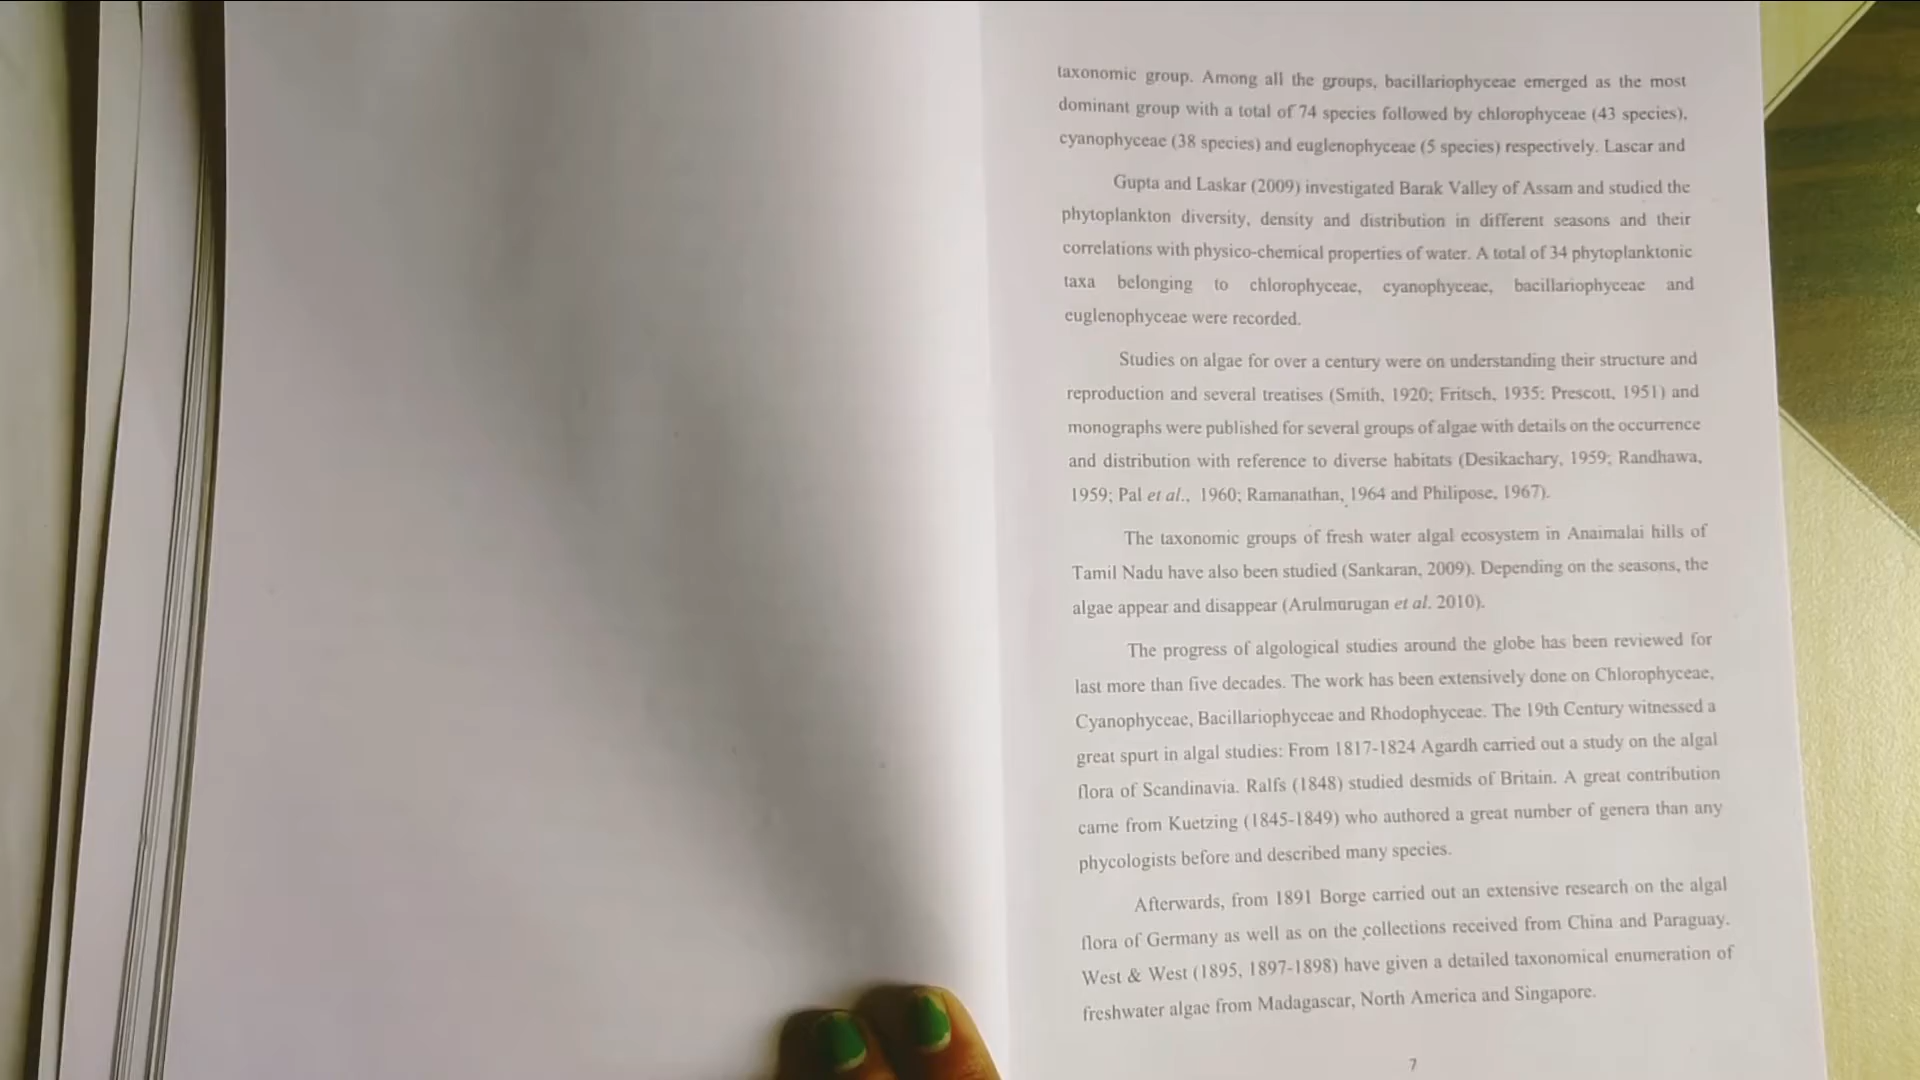 taxonomic group. Among all the groups, bacillariophyceae emerged as the most
dominant group with a total of 74 species followed by chlorophyceae (43 species),
cyanophyceae (38 species) and euglenophyceae (5 species) respectively. Lascar and
Gupta and Laskar (2009) investigated Barak Valley of Assam and studied the
phytoplankton diversity, density and distribution in different seasons and their
correlations with physico-chemical properties of water. A total of 34 phytoplanktonic
taxa belonging to chlorophyceae, cyanophyceae, bacillariophyceae and
euglenophyceae were recorded.
Studies on algae for over a century were on understanding their structure and
reproduction and several treatises (Smith, 1920; Fritsch, 1935; Prescott, 1951) and
monographs were published for several groups of algae with details on the occurrence
and distribution with reference to diverse habitats (Desikachary, 1959; Randhawa,
1959; Pal et al., 1960; Ramanathan, 1964 and Philipose, 1967).
The taxonomic groups of fresh water algal ecosystem in Anaimalai hills of
Tamil Nadu have also been studied (Sankaran, 2009). Depending on the seasons, the
algae appear and disappear (Arulmurugan et al. 2010).
The progress of algological studies around the globe has been reviewed for
last more than five decades. The work has been extensively done on Chlorophyceae,
Cyanophyceae, Bacillariophyceae and Rhodophyceae. The 19th Century witnessed a
great spurt in algal studies: From 1817-1824 Agardh carried out a study on the algal
flora of Scandinavia. Ralfs (1848) studied desmids of Britain. A great contribution
came from Kuetzing (1845-1849) who authored a great number of genera than any
phycologists before and described many species.
Afterwards, from 1891 Borge carried out an extensive research on the algal
flora of Germany as well as on the collections received from China and Paraguay.
West & West (1895, 1897-1898) have given a detailed taxonomical enumeration of
freshwater algae from Madagascar, North America and Singapore.
7